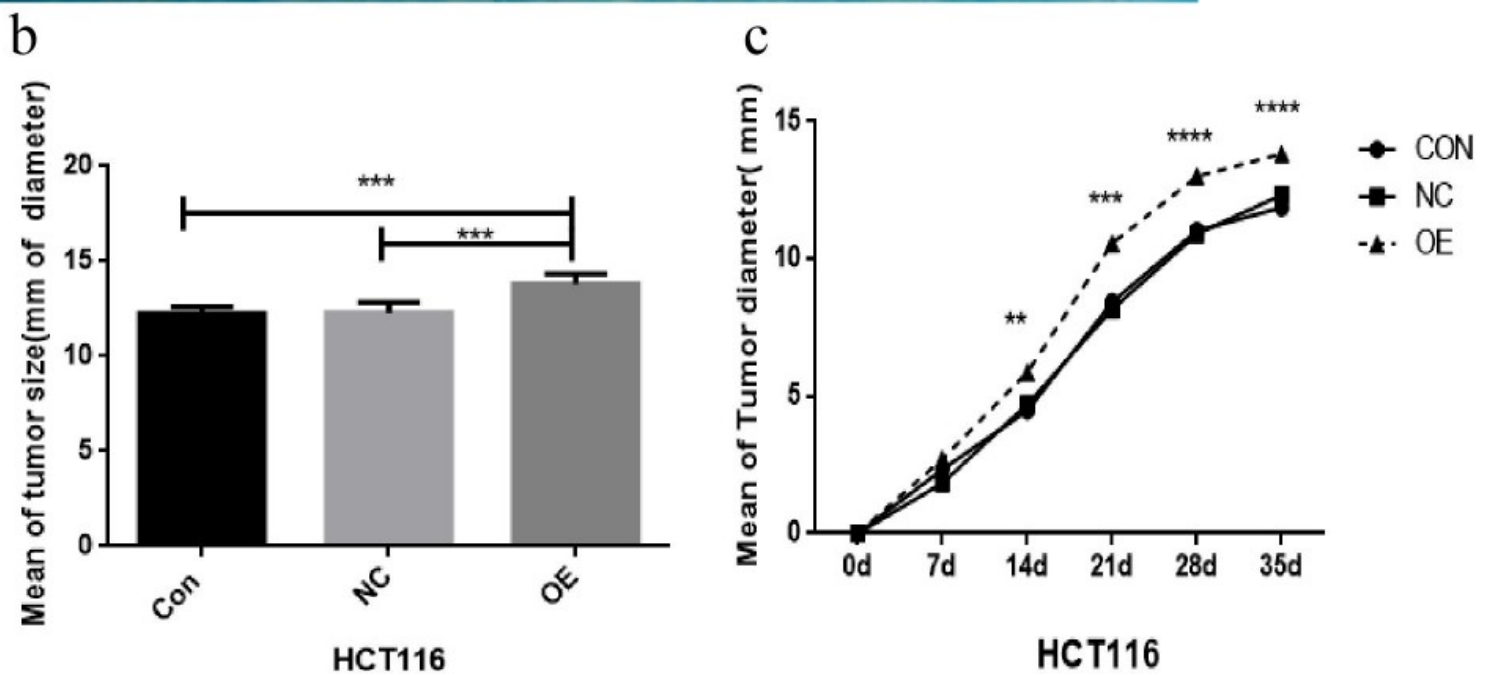 b
Mean of tumor size(mm of diameter)
20
15
10
5
0
***
***
Con
NC
OE
HCT116
c
Mean of Tumor diameter( mm)
15
10
5
0
**
***
****
****
0d
7d
14d
21d
28d
35d
HCT116
CON
NC
OE